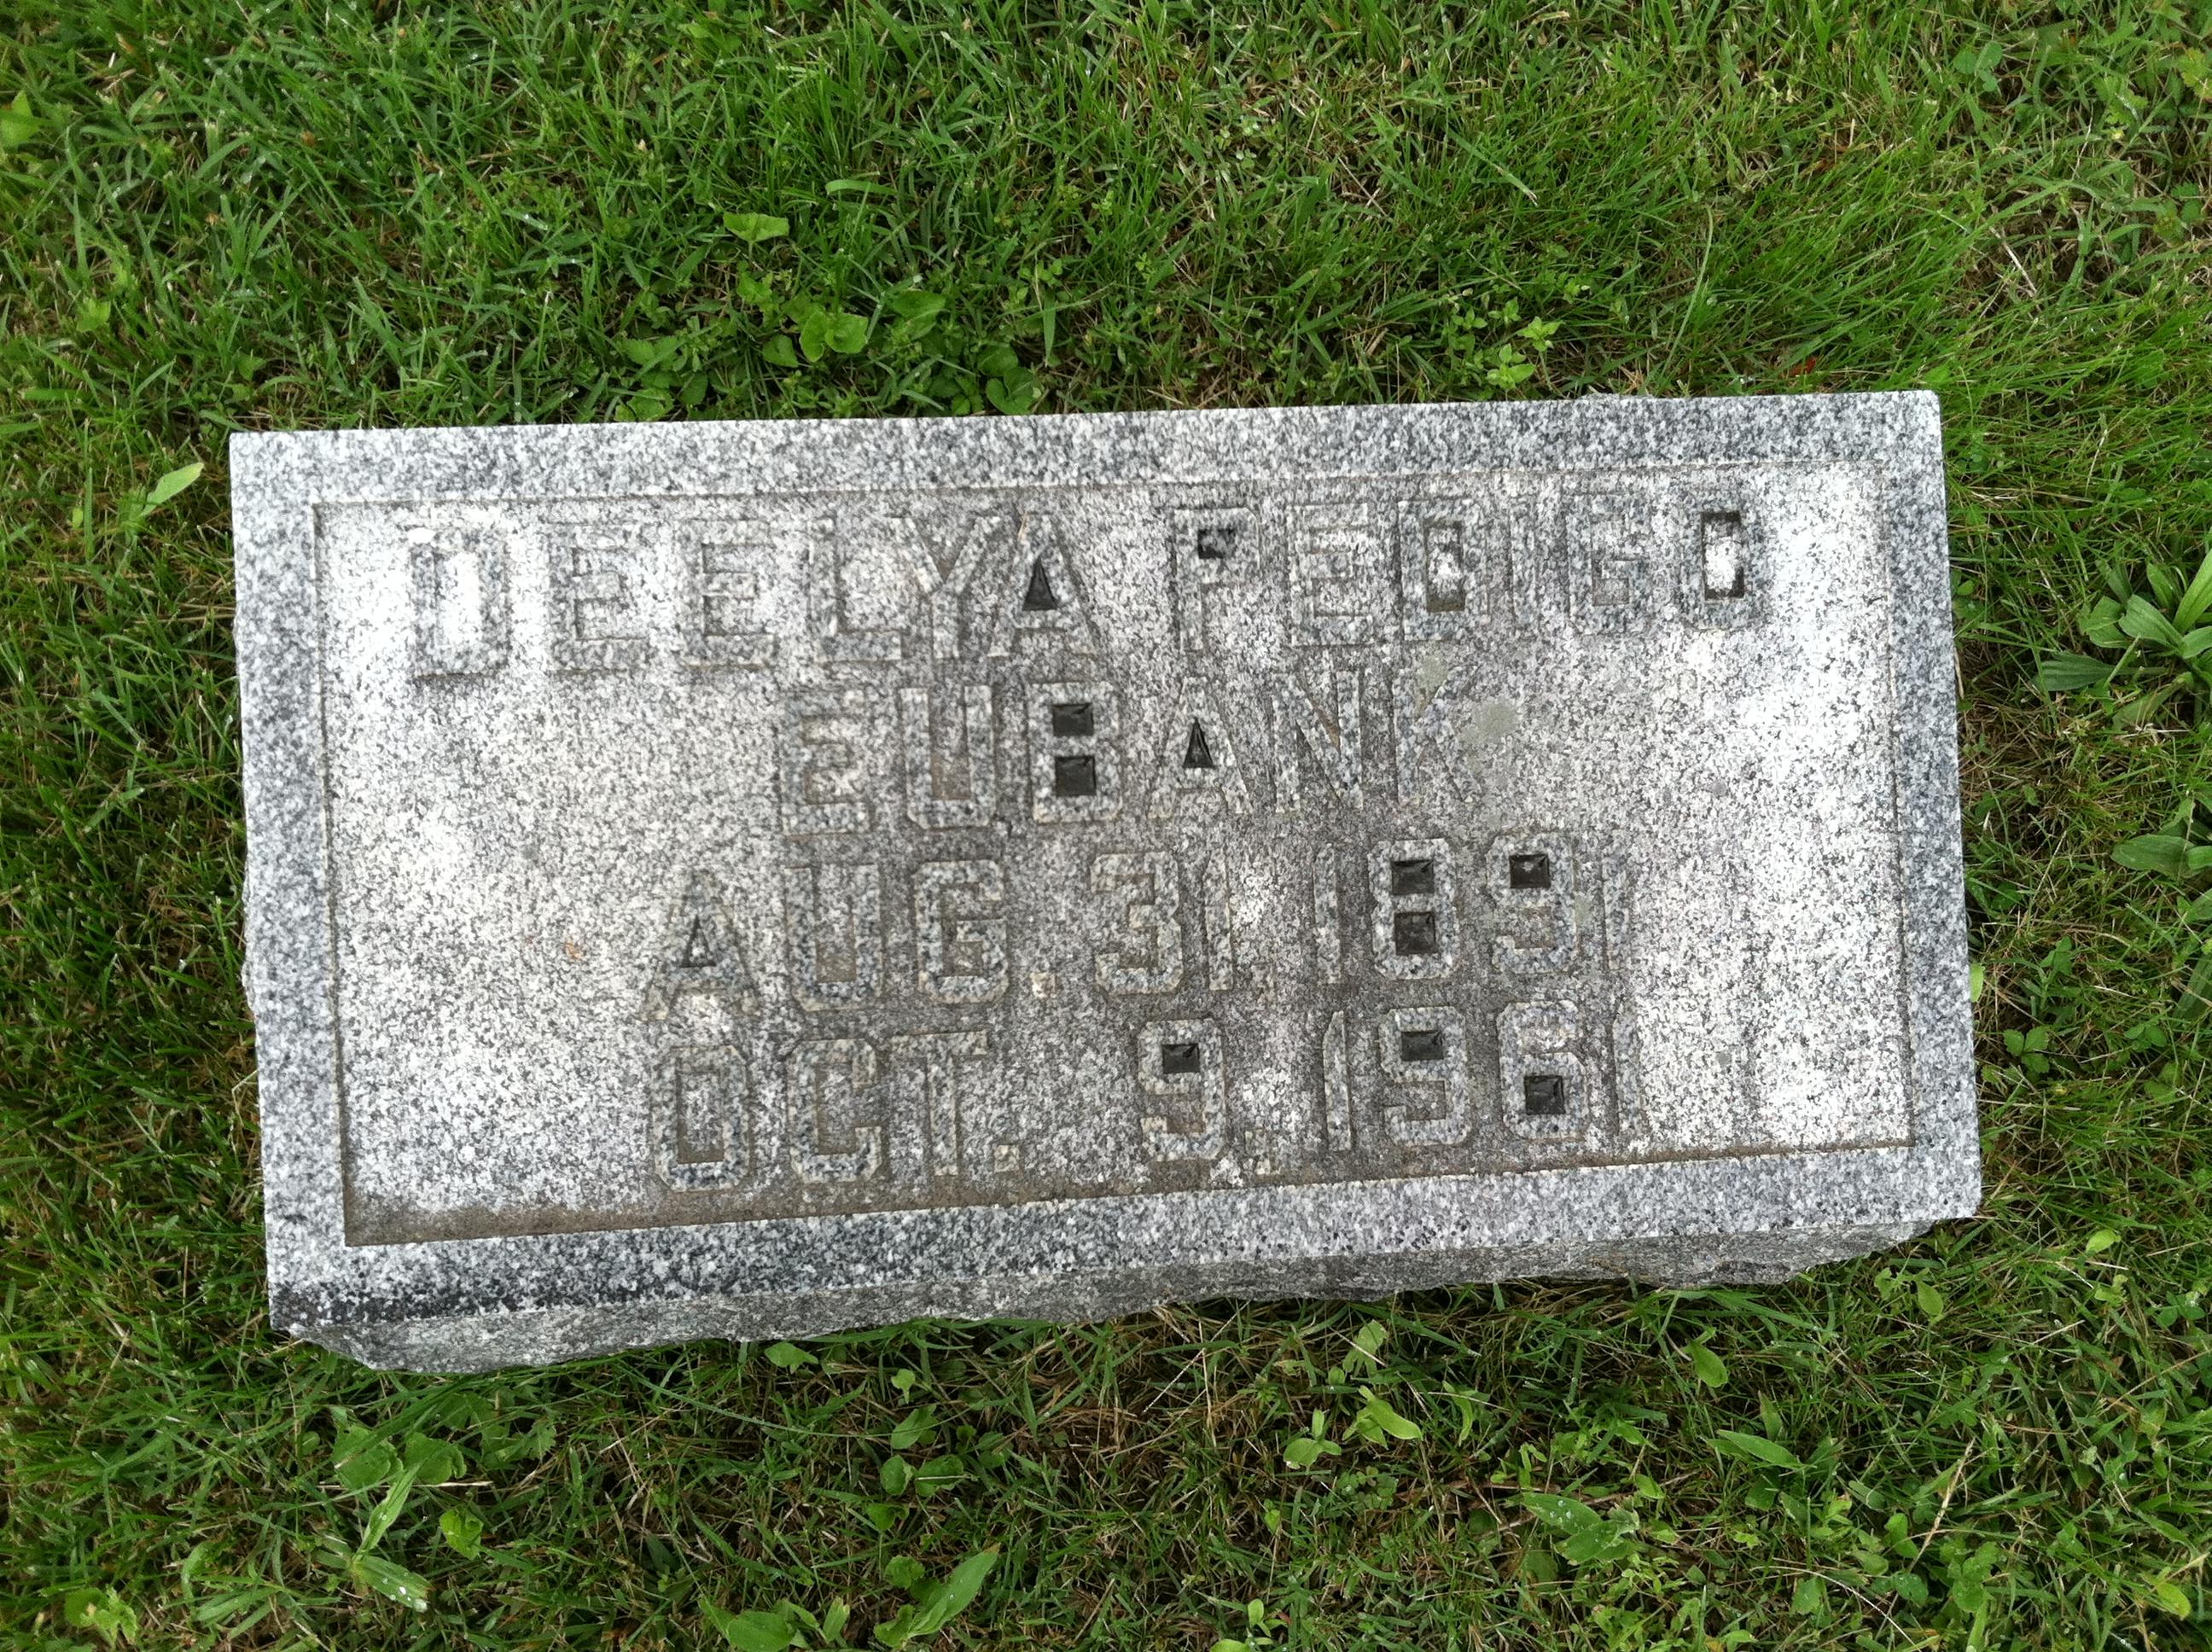 DEELYA PEDIGO
EUBANK
AUG. 31, 1891
OCT. 9, 1961